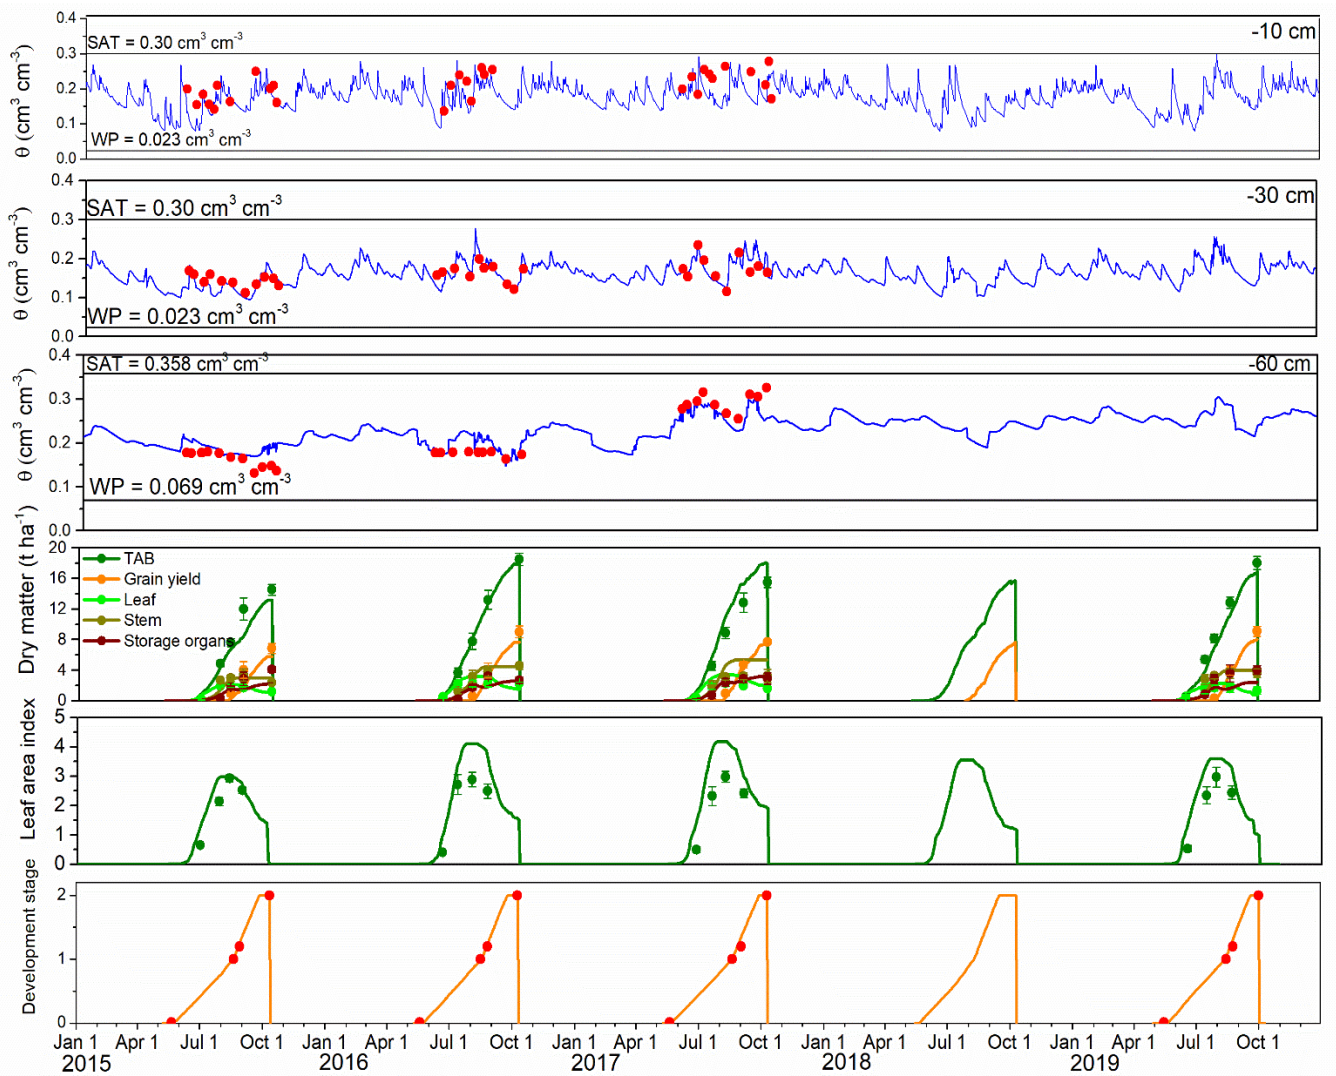 0.4
SAT = 0.30 cm³ cm⁻³
-10 cm
0.3
0.2
0.1
WP = 0.023 cm³ cm⁻³
0.0
θ (cm³ cm⁻³)
0.4
SAT = 0.30 cm³ cm⁻³
-30 cm
0.3
0.2
0.1
WP = 0.023 cm³ cm⁻³
0.0
θ (cm³ cm⁻³)
0.4
SAT = 0.358 cm³ cm⁻³
-60 cm
0.3
0.2
0.1
WP = 0.069 cm³ cm⁻³
0.0
θ (cm³ cm⁻³)
20
16
12
8
4
0
Dry matter (t ha⁻¹)
TAB
Grain yield
Leaf
Stem
Storage organs
5
4
3
2
1
0
Leaf area index
2
1
0
Development stage
Jan 1 Apr 1 Jul 1 Oct 1 Jan 1 Apr 1 Jul 1 Oct 1 Jan 1 Apr 1 Jul 1 Oct 1 Jan 1 Apr 1 Jul 1 Oct 1 Jan 1 Apr 1 Jul 1 Oct 1
2015 2016 2017 2018 2019